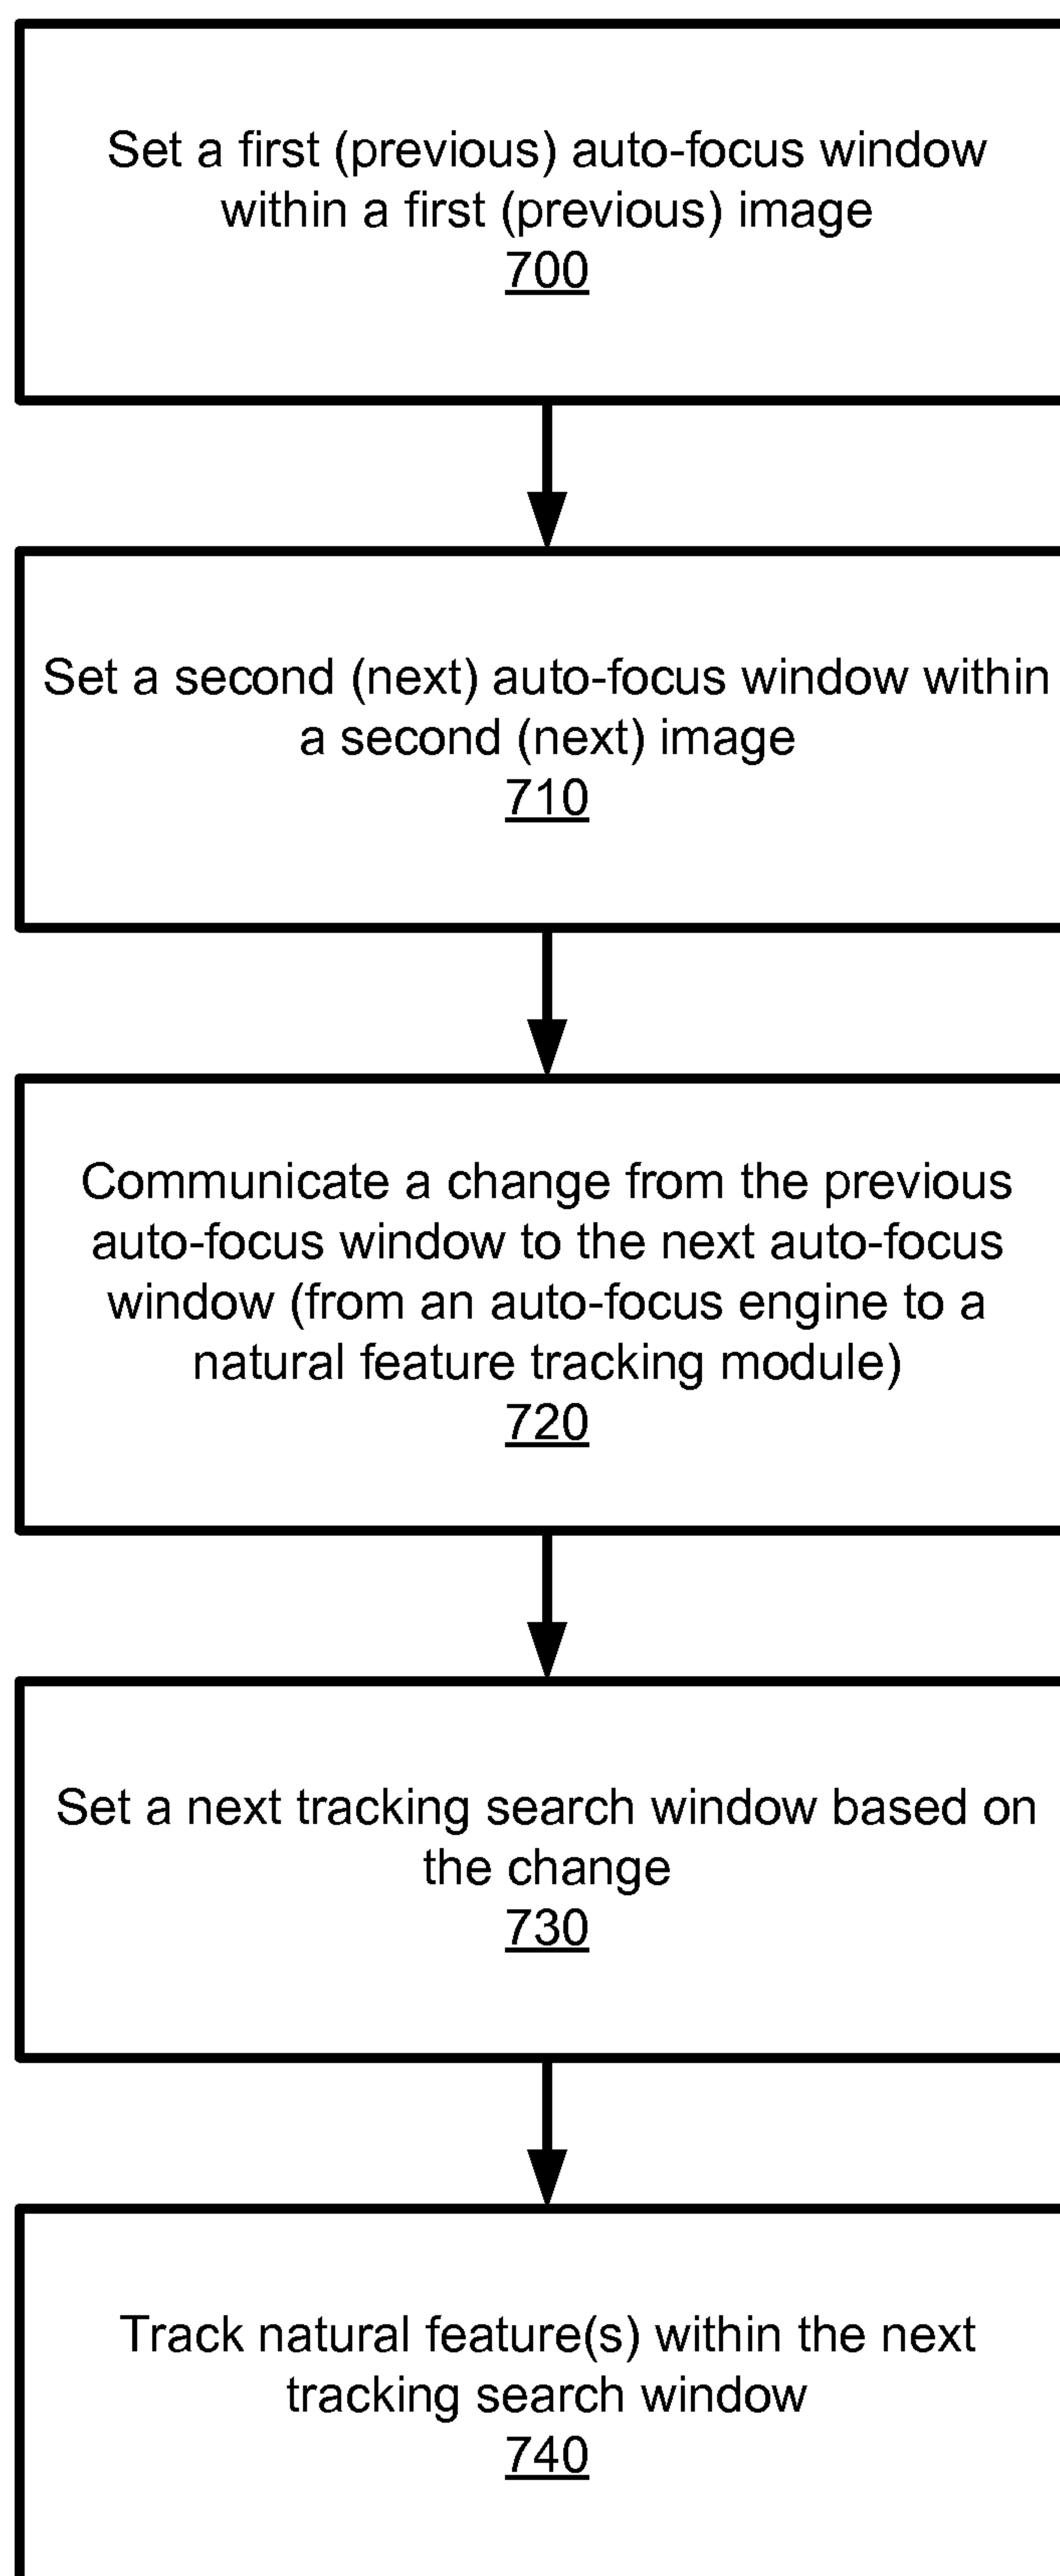 Set a first (previous) auto-focus window
within a first (previous) image
700
Set a second (next) auto-focus window within
a second (next) image
710
Communicate a change from the previous
auto-focus window to the next auto-focus
window (from an auto-focus engine to a
natural feature tracking module)
720
Set a next tracking search window based on
the change
730
Track natural feature(s) within the next
tracking search window
740